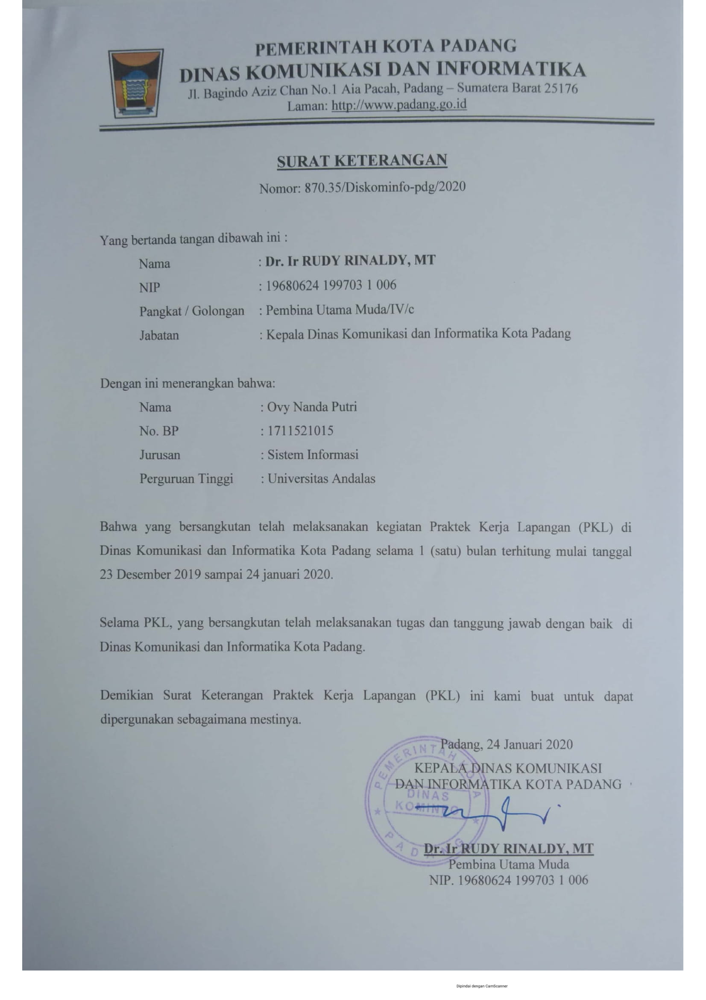 PEMERINTAH KOTA PADANG
DINAS KOMUNIKASI DAN INFORMATIKA
Jl. Bagindo Aziz Chan No.1 Aia Pacah, Padang – Sumatera Barat 25176
Laman: http://www.padang.go.id
SURAT KETERANGAN
Nomor: 870.35/Diskominfo-pdg/2020
Yang bertanda tangan dibawah ini :
Nama : Dr. Ir RUDY RINALDY, MT
NIP : 19680624 199703 1 006
Pangkat / Golongan : Pembina Utama Muda/IV/c
Jabatan : Kepala Dinas Komunikasi dan Informatika Kota Padang
Dengan ini menerangkan bahwa:
Nama : Ovy Nanda Putri
No. BP : 1711521015
Jurusan : Sistem Informasi
Perguruan Tinggi : Universitas Andalas
Bahwa yang bersangkutan telah melaksanakan kegiatan Praktek Kerja Lapangan (PKL) di
Dinas Komunikasi dan Informatika Kota Padang selama 1 (satu) bulan terhitung mulai tanggal
23 Desember 2019 sampai 24 januari 2020.
Selama PKL, yang bersangkutan telah melaksanakan tugas dan tanggung jawab dengan baik di
Dinas Komunikasi dan Informatika Kota Padang.
Demikian Surat Keterangan Praktek Kerja Lapangan (PKL) ini kami buat untuk dapat
dipergunakan sebagaimana mestinya.
Padang, 24 Januari 2020
KEPALA DINAS KOMUNIKASI
DAN INFORMATIKA KOTA PADANG
PEMERINTAH KOTA
DINAS
KOMINFO
PADANG
Dr. Ir RUDY RINALDY, MT
Pembina Utama Muda
NIP. 19680624 199703 1 006
Dipindai dengan CamScanner